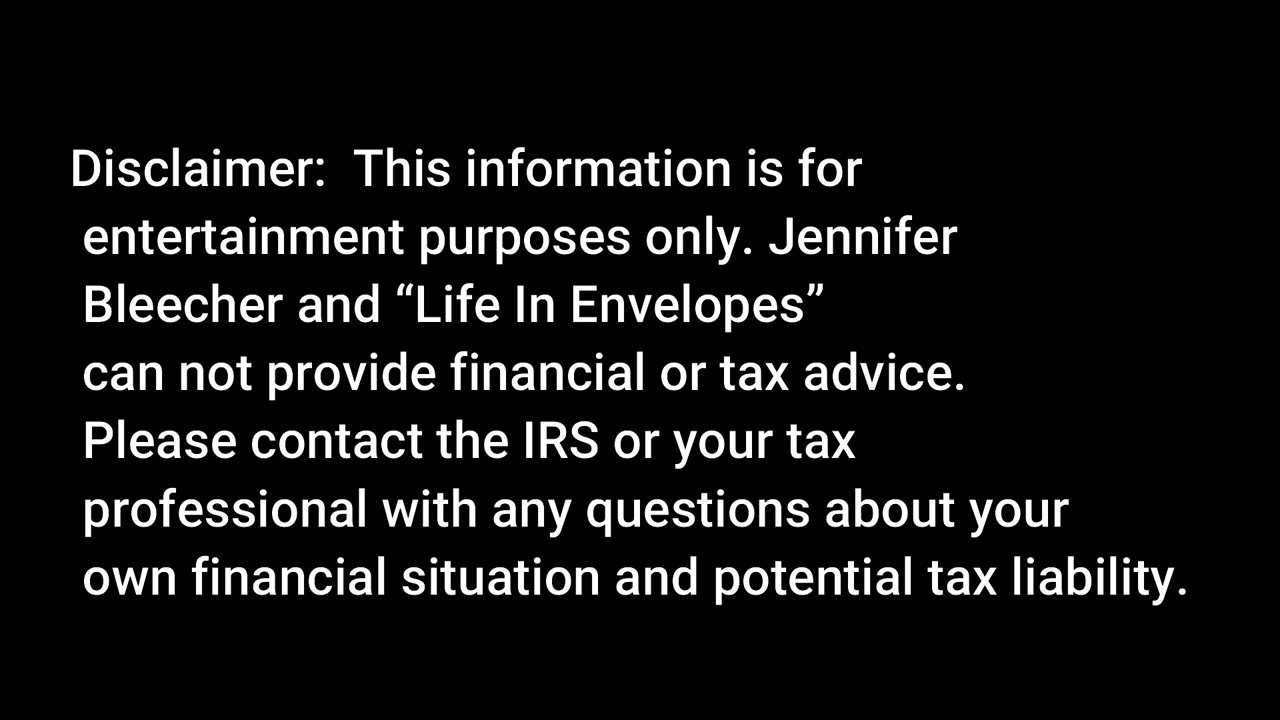 Disclaimer:  This information is for
entertainment purposes only. Jennifer
Bleecher and “Life In Envelopes”
can not provide financial or tax advice.
Please contact the IRS or your tax
professional with any questions about your
own financial situation and potential tax liability.